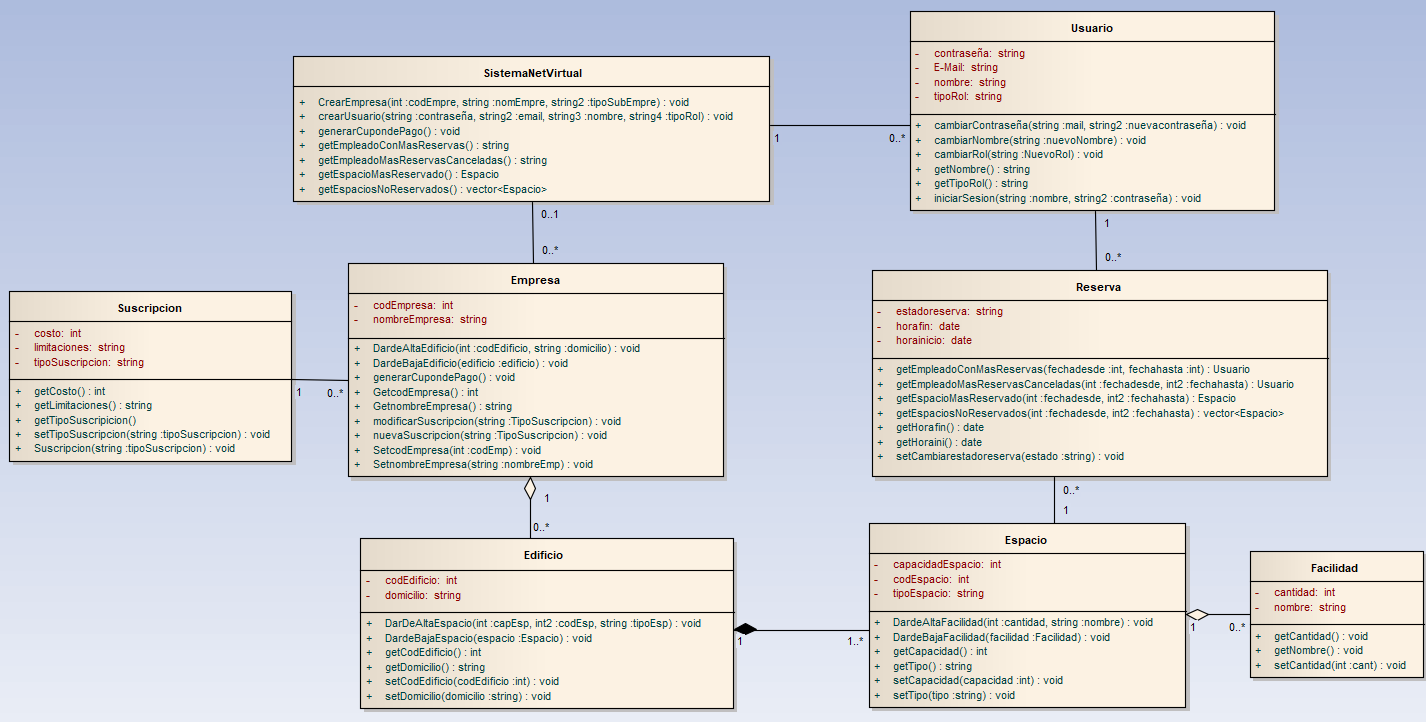 SistemaNetVirtual
+ CrearEmpresa(int :codEmpre, string :nomEmpre, string2 :tipoSubEmpre) : void
+ crearUsuario(string :contraseña, string2 :email, string3 :nombre, string4 :tipoRol) : void
+ generarCupondePago() : void
+ getEmpleadoConMasReservas() : string
+ getEmpleadoMasReservasCanceladas() : string
+ getEspacioMasReservado() : Espacio
+ getEspaciosNoReservados() : vector<Espacio>
1
0..*
Usuario
- contraseña: string
- E-Mail: string
- nombre: string
- tipoRol: string
+ cambiarContraseña(string :mail, string2 :nuevacontraseña) : void
+ cambiarNombre(string :nuevoNombre) : void
+ cambiarRol(string :NuevoRol) : void
+ getNombre() : string
+ getTipoRol() : string
+ iniciarSesion(string :nombre, string2 :contraseña) : void
0..1
0..*
1
0..*
Suscripcion
- costo: int
- limitaciones: string
- tipoSuscripcion: string
+ getCosto() : int
+ getLimitaciones() : string
+ getTipoSuscripicion()
+ setTipoSuscripcion(string :tipoSuscripcion) : void
+ Suscripcion(string :tipoSuscripcion) : void
1
0..*
Empresa
- codEmpresa: int
- nombreEmpresa: string
+ DardeAltaEdificio(int :codEdificio, string :domicilio) : void
+ DardeBajaEdificio(edificio :edificio) : void
+ generarCupondePago() : void
+ GetcodEmpresa() : int
+ GetnombreEmpresa() : string
+ modificarSuscripcion(string :TipoSuscripcion) : void
+ nuevaSuscripcion(string :TipoSuscripcion) : void
+ SetcodEmpresa(int :codEmp) : void
+ SetnombreEmpresa(string :nombreEmp) : void
Reserva
- estadoreserva: string
- horafin: date
- horainicio: date
+ getEmpleadoConMasReservas(fechadesde :int, fechahasta :int) : Usuario
+ getEmpleadoMasReservasCanceladas(int :fechadesde, int2 :fechahasta) : Usuario
+ getEspacioMasReservado(int :fechadesde, int2 :fechahasta) : Espacio
+ getEspaciosNoReservados(int :fechadesde, int2 :fechahasta) : vector<Espacio>
+ getHorafin() : date
+ getHoraini() : date
+ setCambiarestadoreserva(estado :string) : void
1
0..*
0..*
1
Edificio
- codEdificio: int
- domicilio: string
+ DarDeAltaEspacio(int :capEsp, int2 :codEsp, string :tipoEsp) : void
+ DardeBajaEspacio(espacio :Espacio) : void
+ getCodEdificio() : int
+ getDomicilio() : string
+ setCodEdificio(codEdificio :int) : void
+ setDomicilio(domicilio :string) : void
1
1..*
Espacio
- capacidadEspacio: int
- codEspacio: int
- tipoEspacio: string
+ DardeAltaFacilidad(int :cantidad, string :nombre) : void
+ DardeBajaFacilidad(facilidad :Facilidad) : void
+ getCapacidad() : int
+ getTipo() : string
+ setCapacidad(capacidad :int) : void
+ setTipo(tipo :string) : void
1
0..*
Facilidad
- cantidad: int
- nombre: string
+ getCantidad() : void
+ getNombre() : void
+ setCantidad(int :cant) : void